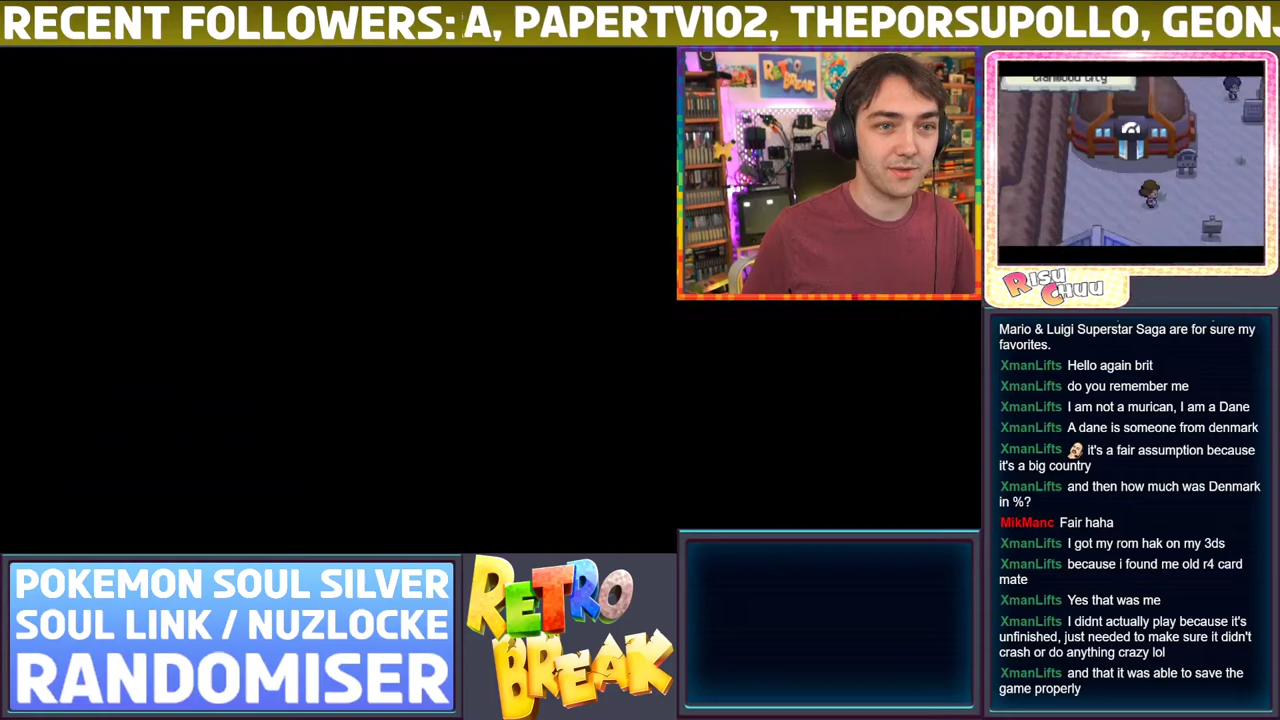 RECENT FOLLOWERS: A, PAPERTV102, THEPORSUPOLLO, GEON
RETRO
BREAK
Cianwood City
RISU
CHUU
Mario & Luigi Superstar Saga are for sure my
favorites.
XmanLifts Hello again brit
XmanLifts do you remember me
XmanLifts I am not a murican, I am a Dane
XmanLifts A dane is someone from denmark
XmanLifts it's a fair assumption because
it's a big country
XmanLifts and then how much was Denmark
in %?
MikManc Fair haha
XmanLifts I got my rom hak on my 3ds
XmanLifts because i found me old r4 card
mate
XmanLifts Yes that was me
XmanLifts I didnt actually play because it's
unfinished, just needed to make sure it didn't
crash or do anything crazy lol
XmanLifts and that it was able to save the
game properly
POKEMON SOUL SILVER
SOUL LINK / NUZLOCKE
RANDOMISER
RETRO
BREAK